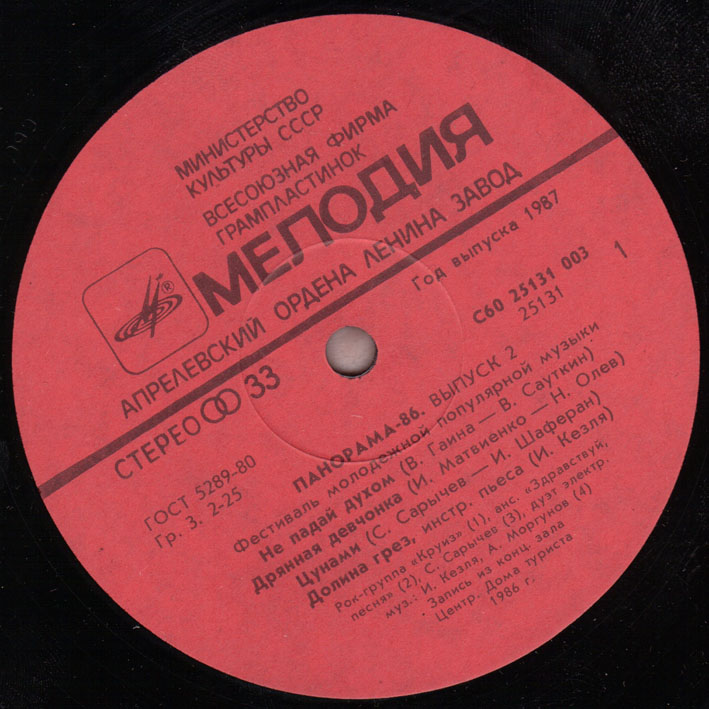 МИНИСТЕРСТВО
КУЛЬТУРЫ СССР
ВСЕСОЮЗНАЯ ФИРМА
ГРАМПЛАСТИНОК
МЕЛОДИЯ
®
АПРЕЛЕВСКИЙ ОРДЕНА ЛЕНИНА ЗАВОД
СТЕРЕО 33
Год выпуска 1987
ГОСТ 5289-80
Гр. 3. 2-25
С60 25131 003
25131
1
ПАНОРАМА-86. ВЫПУСК 2
Фестиваль молодежной популярной музыки
Не падай духом (В. Гаина — В. Сауткин)
Дрянная девчонка (И. Матвиенко — Н. Олев)
Цунами (С. Сарычев — И. Шаферан)
Долина грез, инстр. пьеса (И. Кезля)
Рок-группа «Круиз» (1), анс. «Здравствуй,
песня» (2), С. Сарычев (3), дуэт электр.
муз.: И. Кезля, А. Моргунов (4)
Запись из конц. зала
Центр. Дома туриста
1986 г.